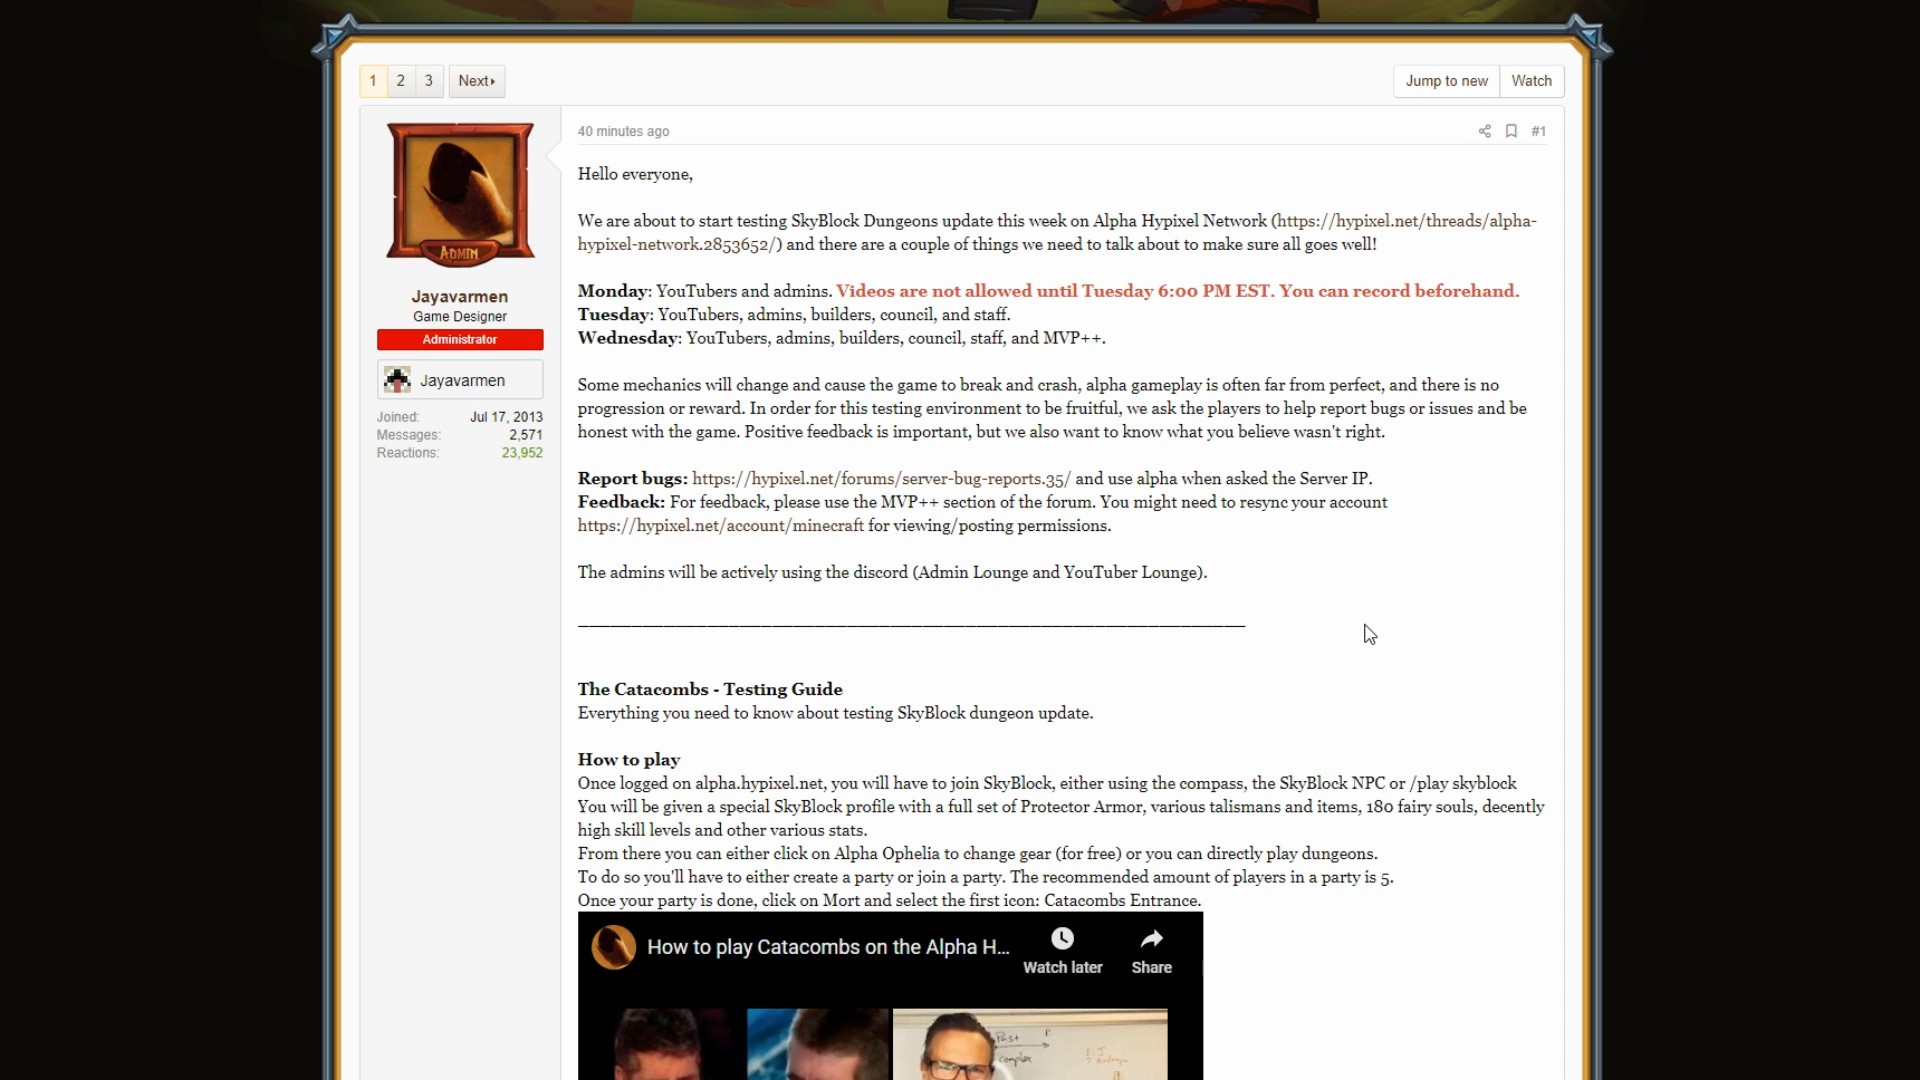 1 2 3 Next
Jump to new Watch
ADMIN
Jayavarmen
Game Designer
Administrator
Jayavarmen
Joined: Jul 17, 2013
Messages: 2,571
Reactions: 23,952
40 minutes ago
#1
Hello everyone,
We are about to start testing SkyBlock Dungeons update this week on Alpha Hypixel Network (https://hypixel.net/threads/alpha-
hypixel-network.2853652/) and there are a couple of things we need to talk about to make sure all goes well!
Monday: YouTubers and admins. Videos are not allowed until Tuesday 6:00 PM EST. You can record beforehand.
Tuesday: YouTubers, admins, builders, council, and staff.
Wednesday: YouTubers, admins, builders, council, staff, and MVP++.
Some mechanics will change and cause the game to break and crash, alpha gameplay is often far from perfect, and there is no
progression or reward. In order for this testing environment to be fruitful, we ask the players to help report bugs or issues and be
honest with the game. Positive feedback is important, but we also want to know what you believe wasn't right.
Report bugs: https://hypixel.net/forums/server-bug-reports.35/ and use alpha when asked the Server IP.
Feedback: For feedback, please use the MVP++ section of the forum. You might need to resync your account
https://hypixel.net/account/minecraft for viewing/posting permissions.
The admins will be actively using the discord (Admin Lounge and YouTuber Lounge).
The Catacombs - Testing Guide
Everything you need to know about testing SkyBlock dungeon update.
How to play
Once logged on alpha.hypixel.net, you will have to join SkyBlock, either using the compass, the SkyBlock NPC or /play skyblock
You will be given a special SkyBlock profile with a full set of Protector Armor, various talismans and items, 180 fairy souls, decently
high skill levels and other various stats.
From there you can either click on Alpha Ophelia to change gear (for free) or you can directly play dungeons.
To do so you'll have to either create a party or join a party. The recommended amount of players in a party is 5.
Once your party is done, click on Mort and select the first icon: Catacombs Entrance.
How to play Catacombs on the Alpha H...
Watch later Share
Past
complex